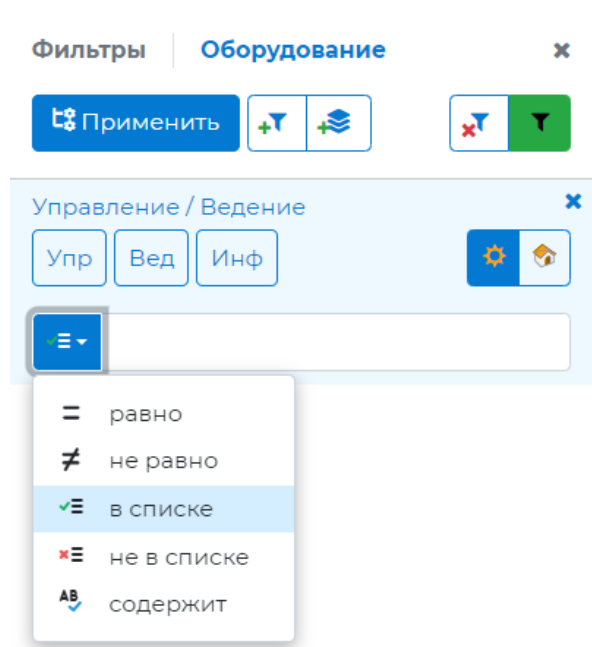 Фильтры Оборудование
Применить
Управление / Ведение
Упр Вед Инф
= равно
≠ не равно
в списке
не в списке
AB содержит